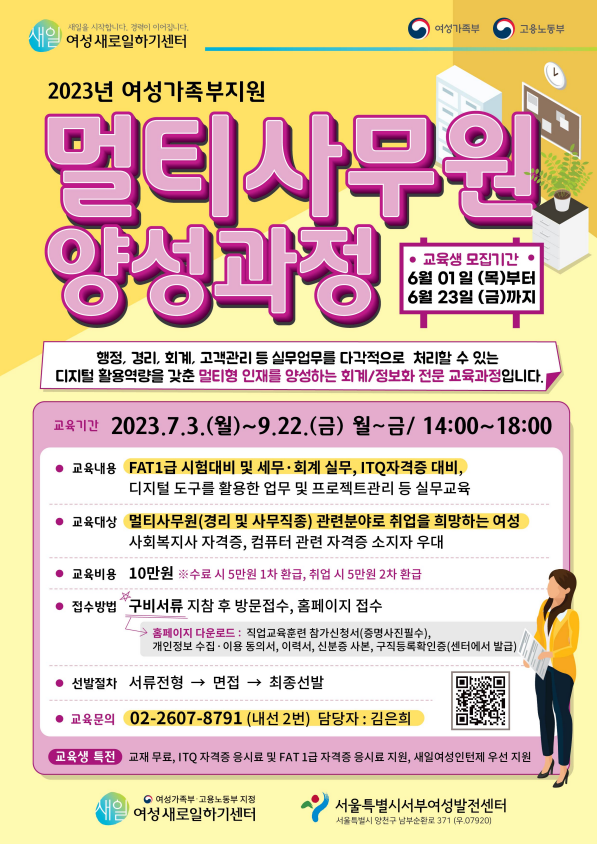 새일을 시작합니다. 경력이 이어집니다.
새일 여성새로일하기센터
여성가족부 고용노동부
2023년 여성가족부지원
멀티사무원
양성과정
• 교육생 모집기간 •
6월 01일 (목)부터
6월 23일 (금)까지
행정, 경리, 회계, 고객관리 등 실무업무를 다각적으로 처리할 수 있는
디지털 활용역량을 갖춘 멀티형 인재를 양성하는 회계/정보화 전문 교육과정입니다.
교육기간 2023.7.3.(월)~9.22.(금) 월~금/ 14:00~18:00
• 교육내용 FAT1급 시험대비 및 세무·회계 실무, ITQ자격증 대비,
디지털 도구를 활용한 업무 및 프로젝트관리 등 실무교육
• 교육대상 멀티사무원(경리 및 사무직종) 관련분야로 취업을 희망하는 여성
사회복지사 자격증, 컴퓨터 관련 자격증 소지자 우대
• 교육비용 10만원 ※수료 시 5만원 1차 환급, 취업 시 5만원 2차 환급
• 접수방법 구비서류 지참 후 방문접수, 홈페이지 접수
홈페이지 다운로드 : 직업교육훈련 참가신청서(증명사진필수),
개인정보 수집·이용 동의서, 이력서, 신분증 사본, 구직등록확인증(센터에서 발급)
• 선발절차 서류전형 → 면접 → 최종선발
• 교육문의 02-2607-8791 (내선 2번) 담당자 : 김은희
교육생 특전 교재 무료, ITQ 자격증 응시료 및 FAT 1급 자격증 응시료 지원, 새일여성인턴제 우선 지원
여성가족부·고용노동부 지정
새일 여성새로일하기센터
서울특별시서부여성발전센터
서울특별시 양천구 남부순환로 371 (우.07920)